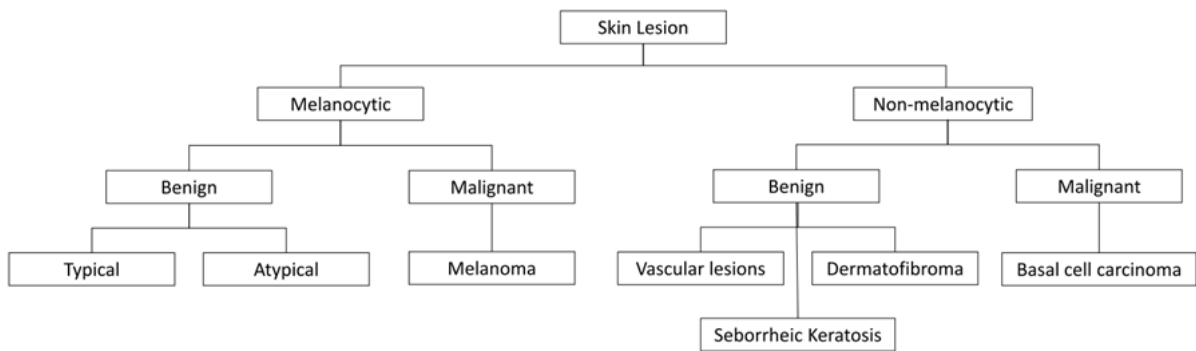 Skin Lesion
Melanocytic
Non-melanocytic
Benign
Malignant
Benign
Malignant
Typical
Atypical
Melanoma
Vascular lesions
Dermatofibroma
Basal cell carcinoma
Seborrheic Keratosis